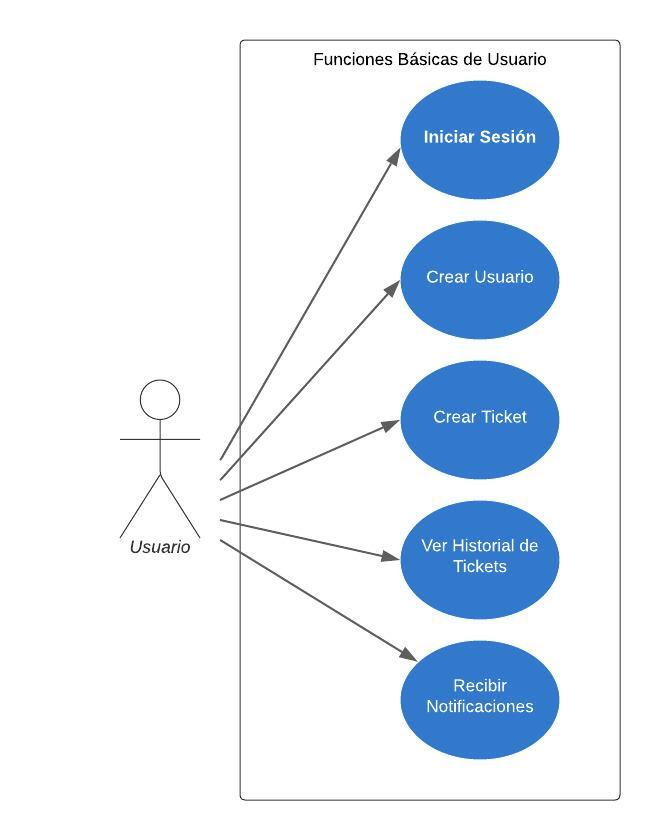 Funciones Básicas de Usuario
Iniciar Sesión
Crear Usuario
Crear Ticket
Ver Historial de
Tickets
Usuario
Recibir
Notificaciones